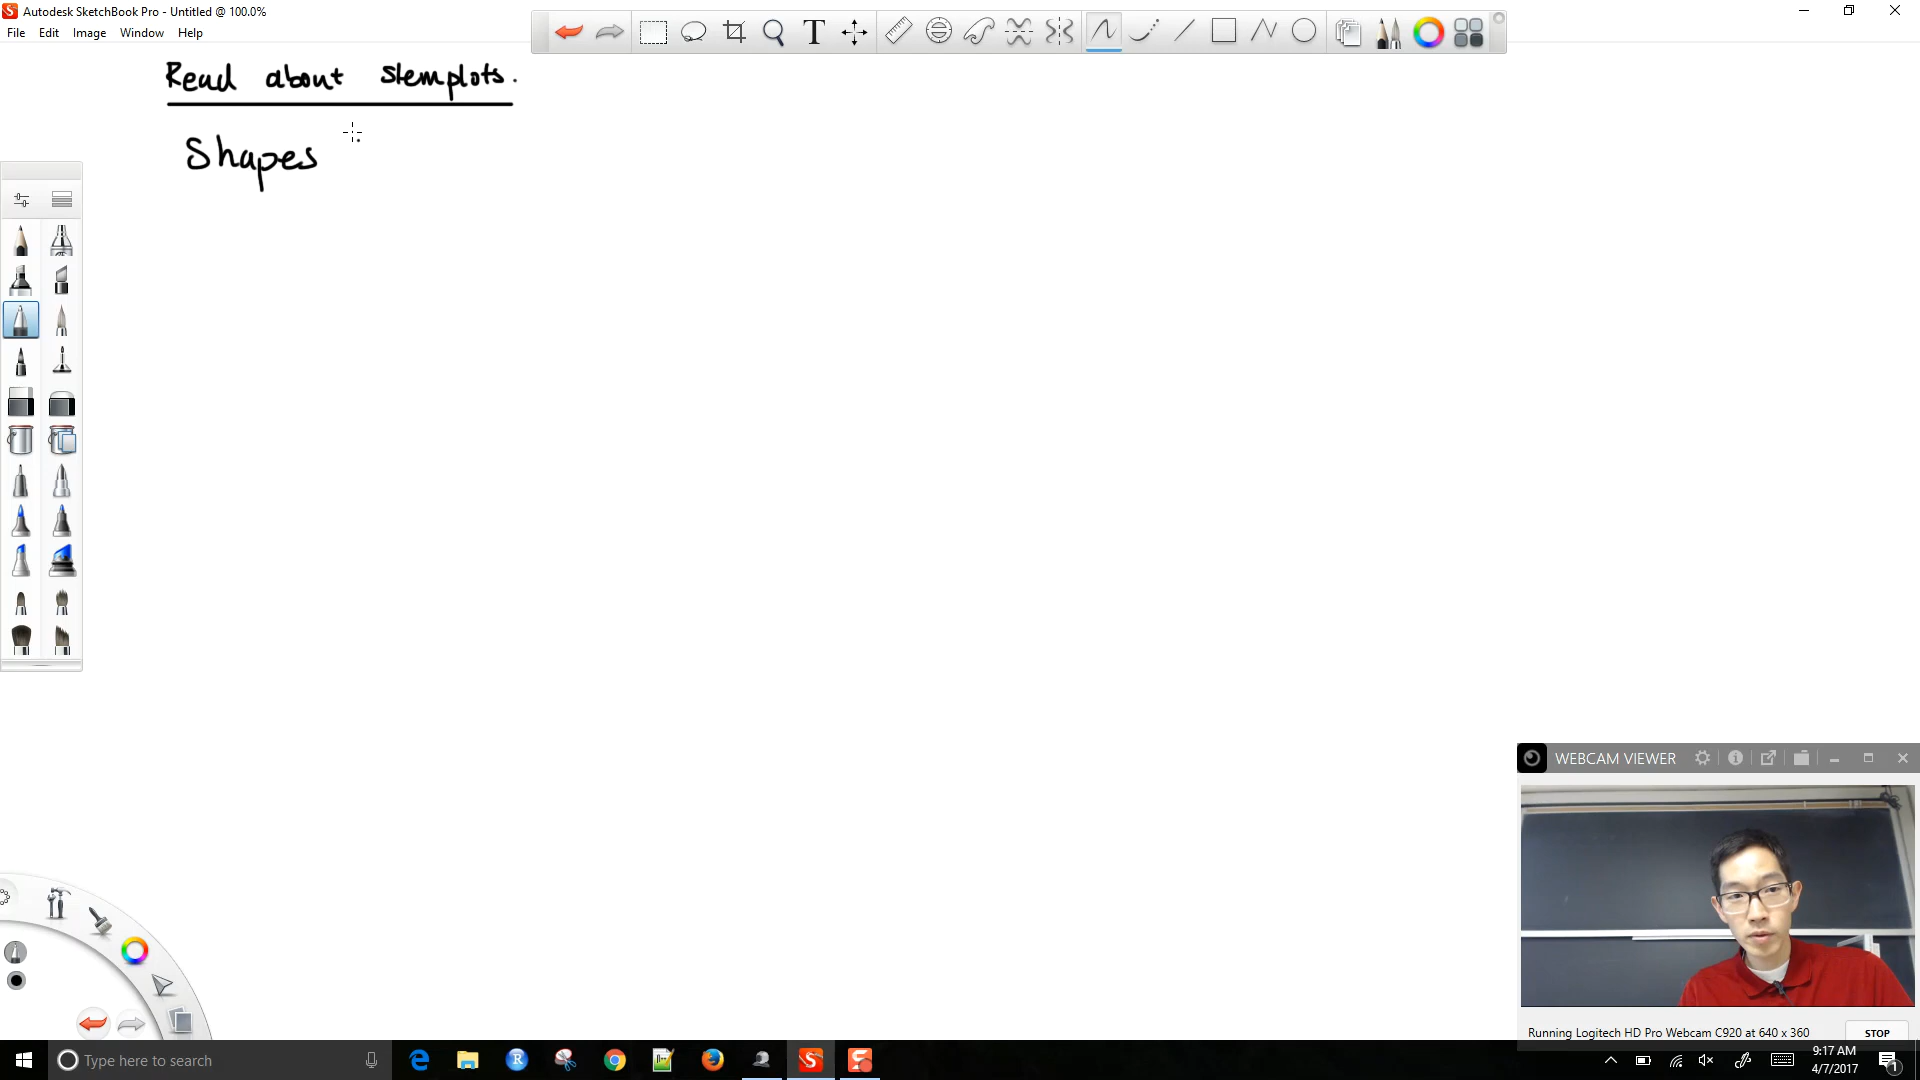 Autodesk SketchBook Pro - Untitled @ 100.0%
File Edit Image Window Help
T
Read about stemplots.
Shapes
WEBCAM VIEWER
Running Logitech HD Pro Webcam C920 at 640 x 360
STOP
Type here to search
9:17 AM
4/7/2017